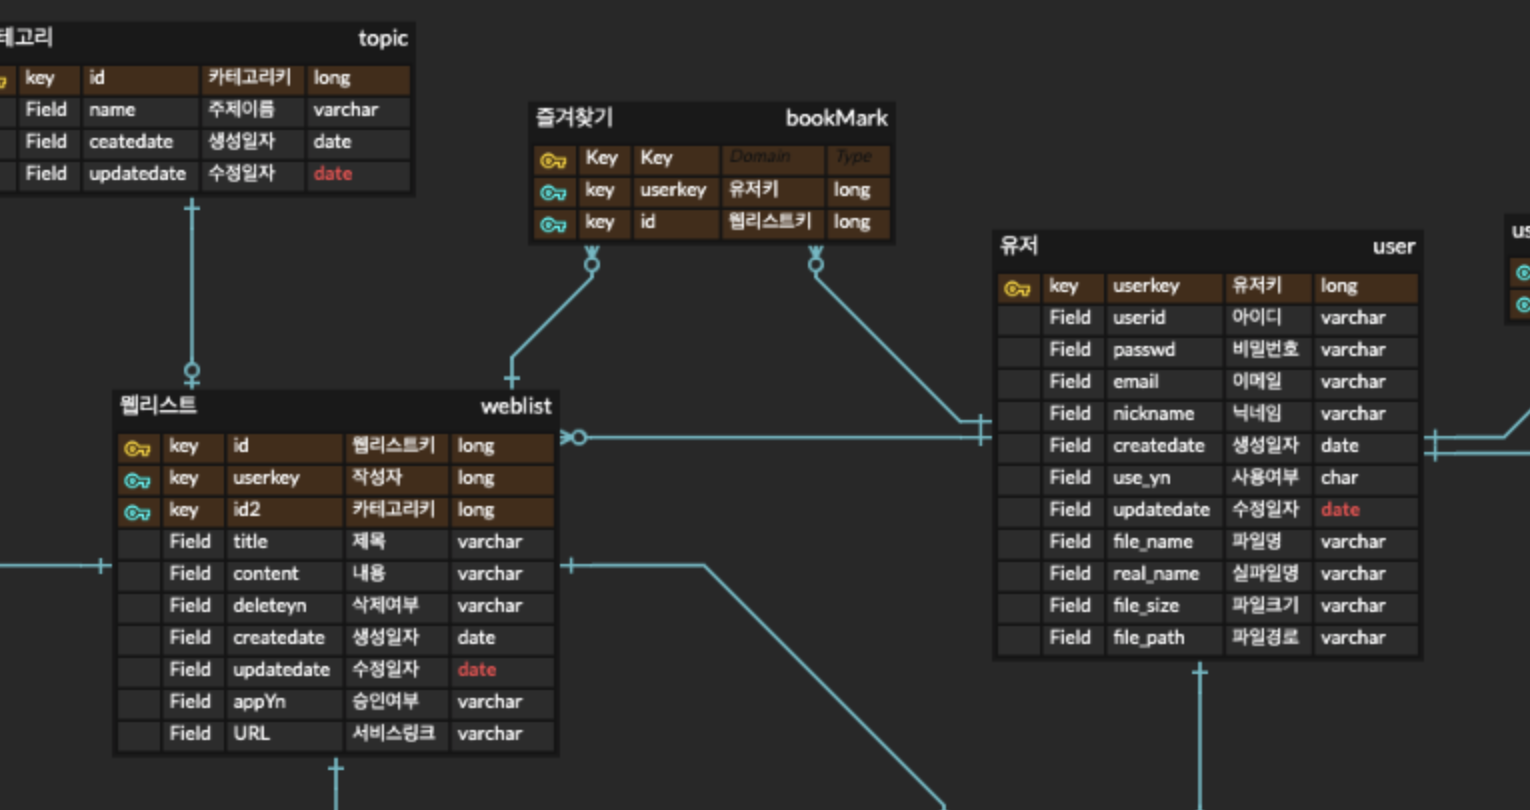 테고리 topic
key id 카테고리키 long
Field name 주제이름 varchar
Field ceatedate 생성일자 date
Field updatedate 수정일자 date
즐겨찾기 bookMark
Key Key Domain Type
key userkey 유저키 long
key id 웹리스트키 long
유저 user
key userkey 유저키 long
Field userid 아이디 varchar
Field passwd 비밀번호 varchar
Field email 이메일 varchar
Field nickname 닉네임 varchar
Field createdate 생성일자 date
Field use_yn 사용여부 char
Field updatedate 수정일자 date
Field file_name 파일명 varchar
Field real_name 실파일명 varchar
Field file_size 파일크기 varchar
Field file_path 파일경로 varchar
us
웹리스트 weblist
key id 웹리스트키 long
key userkey 작성자 long
key id2 카테고리키 long
Field title 제목 varchar
Field content 내용 varchar
Field deleteyn 삭제여부 varchar
Field createdate 생성일자 date
Field updatedate 수정일자 date
Field appYn 승인여부 varchar
Field URL 서비스링크 varchar